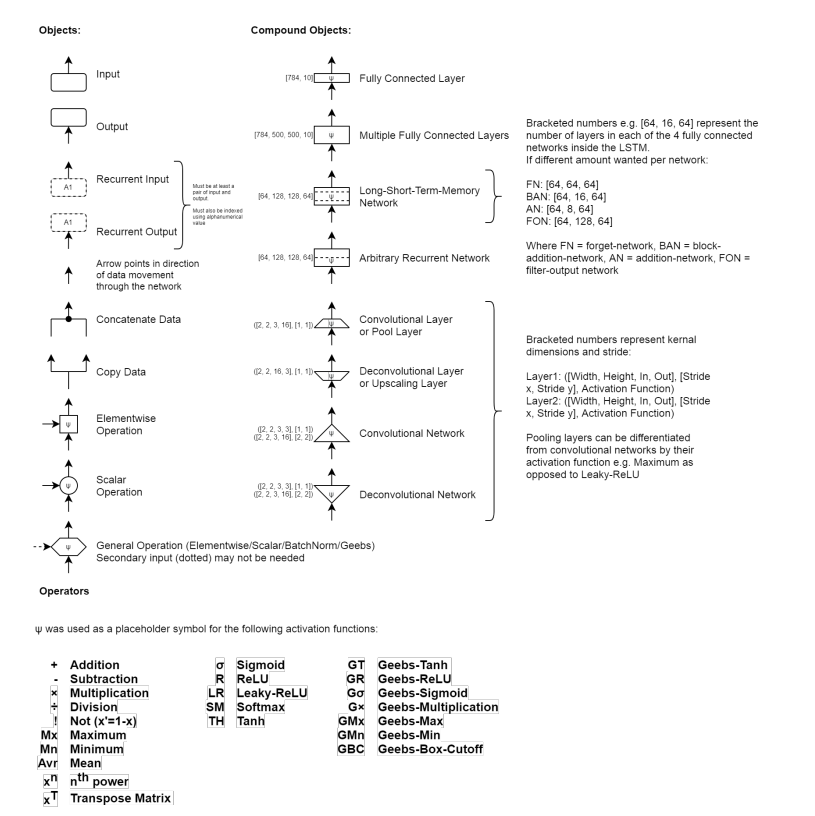 Objects:
Compound Objects:
Input
Output
A1
Recurrent Input
A1
Recurrent Output
Must be at least a
pair of input and
output
Must also be indexed
using alphanumerical
value
Arrow points in direction
of data movement
through the network
Concatenate Data
Copy Data
ψ
Elementwise
Operation
ψ
Scalar
Operation
ψ
General Operation (Elementwise/Scalar/BatchNorm/Geebs)
Secondary input (dotted) may not be needed
[784, 10]
ψ
Fully Connected Layer
[784, 500, 500, 10]
ψ
Multiple Fully Connected Layers
[64, 128, 128, 64]
ψ
Long-Short-Term-Memory
Network
[64, 128, 128, 64]
ψ
Arbitrary Recurrent Network
([2, 2, 3, 16], [1, 1])
ψ
Convolutional Layer
or Pool Layer
([2, 2, 16, 3], [1, 1])
ψ
Deconvolutional Layer
or Upscaling Layer
([2, 2, 3, 3], [1, 1])
([2, 2, 3, 16], [2, 2])
ψ
Convolutional Network
([2, 2, 3, 3], [1, 1])
([2, 2, 3, 16], [2, 2])
ψ
Deconvolutional Network
Bracketed numbers e.g. [64, 16, 64] represent the
number of layers in each of the 4 fully connected
networks inside the LSTM.
If different amount wanted per network:
FN: [64, 64, 64]
BAN: [64, 16, 64]
AN: [64, 8, 64]
FON: [64, 128, 64]
Where FN = forget-network, BAN = block-
addition-network, AN = addition-network, FON =
filter-output network
Bracketed numbers represent kernal
dimensions and stride:
Layer1: ([Width, Height, In, Out], [Stride
x, Stride y], Activation Function)
Layer2: ([Width, Height, In, Out], [Stride
x, Stride y], Activation Function)
Pooling layers can be differentiated
from convolutional networks by their
activation function e.g. Maximum as
opposed to Leaky-ReLU
Operators
ψ was used as a placeholder symbol for the following activation functions:
+ Addition
- Subtraction
× Multiplication
÷ Division
! Not (x'=1-x)
Mx Maximum
Mn Minimum
Avr Mean
xⁿ nᵗʰ power
xᵀ Transpose Matrix
σ Sigmoid
R ReLU
LR Leaky-ReLU
SM Softmax
TH Tanh
GT Geebs-Tanh
GR Geebs-ReLU
Gσ Geebs-Sigmoid
G× Geebs-Multiplication
GMx Geebs-Max
GMn Geebs-Min
GBC Geebs-Box-Cutoff